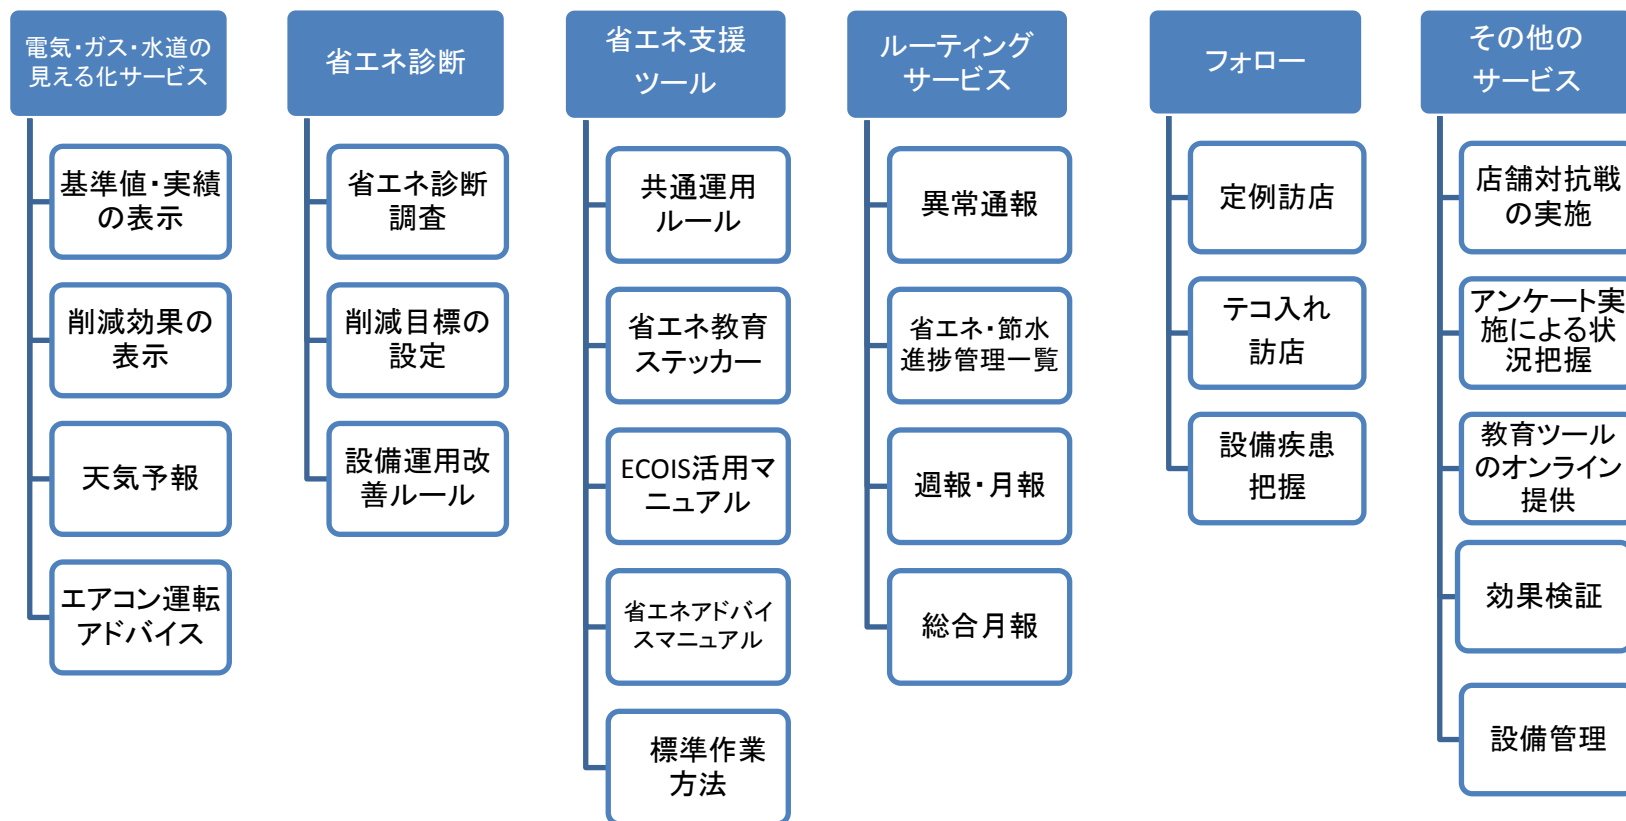 電気・ガス・水道の
見える化サービス
基準値・実績
の表示
削減効果の
表示
天気予報
エアコン運転
アドバイス
省エネ診断
省エネ診断
調査
削減目標の
設定
設備運用改
善ルール
省エネ支援
ツール
共通運用
ルール
省エネ教育
ステッカー
ECOIS活用マ
ニュアル
省エネアドバイ
スマニュアル
標準作業
方法
ルーティング
サービス
異常通報
省エネ・節水
進捗管理一覧
週報・月報
総合月報
フォロー
定例訪店
テコ入れ
訪店
設備疾患
把握
その他の
サービス
店舗対抗戦
の実施
アンケート実
施による状
況把握
教育ツール
のオンライン
提供
効果検証
設備管理